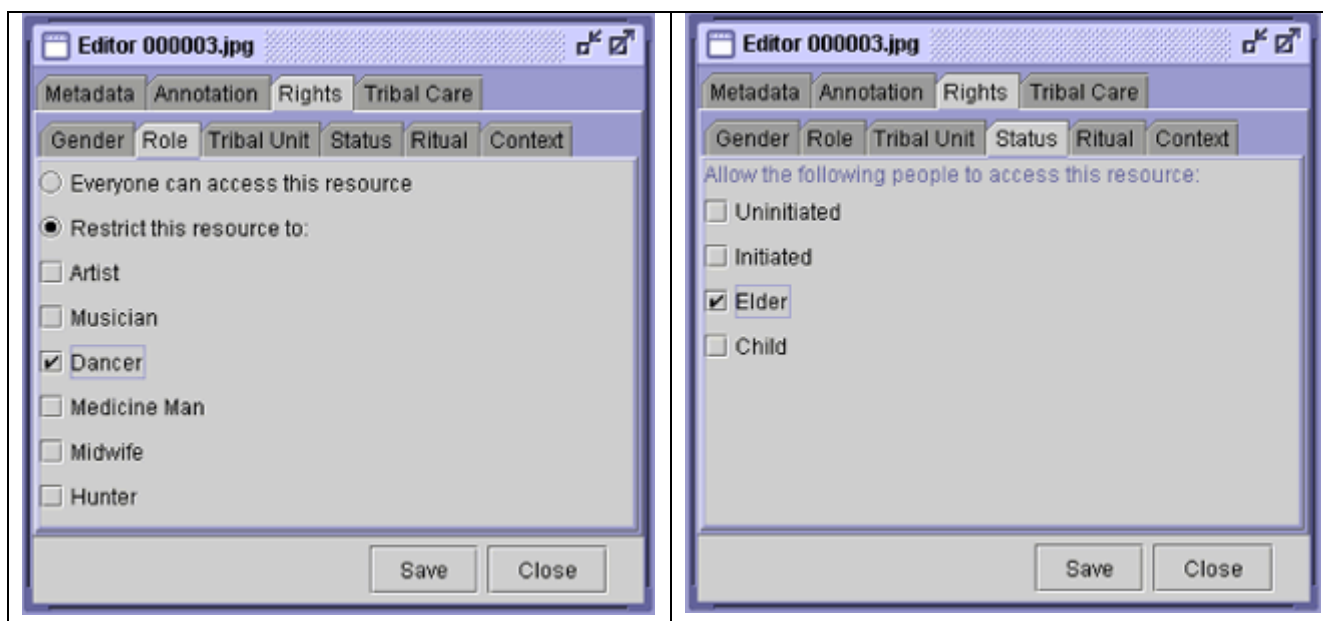 Editor 000003.jpg
Metadata Annotation Rights Tribal Care
Gender Role Tribal Unit Status Ritual Context
Everyone can access this resource
Restrict this resource to:
Artist
Musician
Dancer
Medicine Man
Midwife
Hunter
Save Close
Editor 000003.jpg
Metadata Annotation Rights Tribal Care
Gender Role Tribal Unit Status Ritual Context
Allow the following people to access this resource:
Uninitiated
Initiated
Elder
Child
Save Close